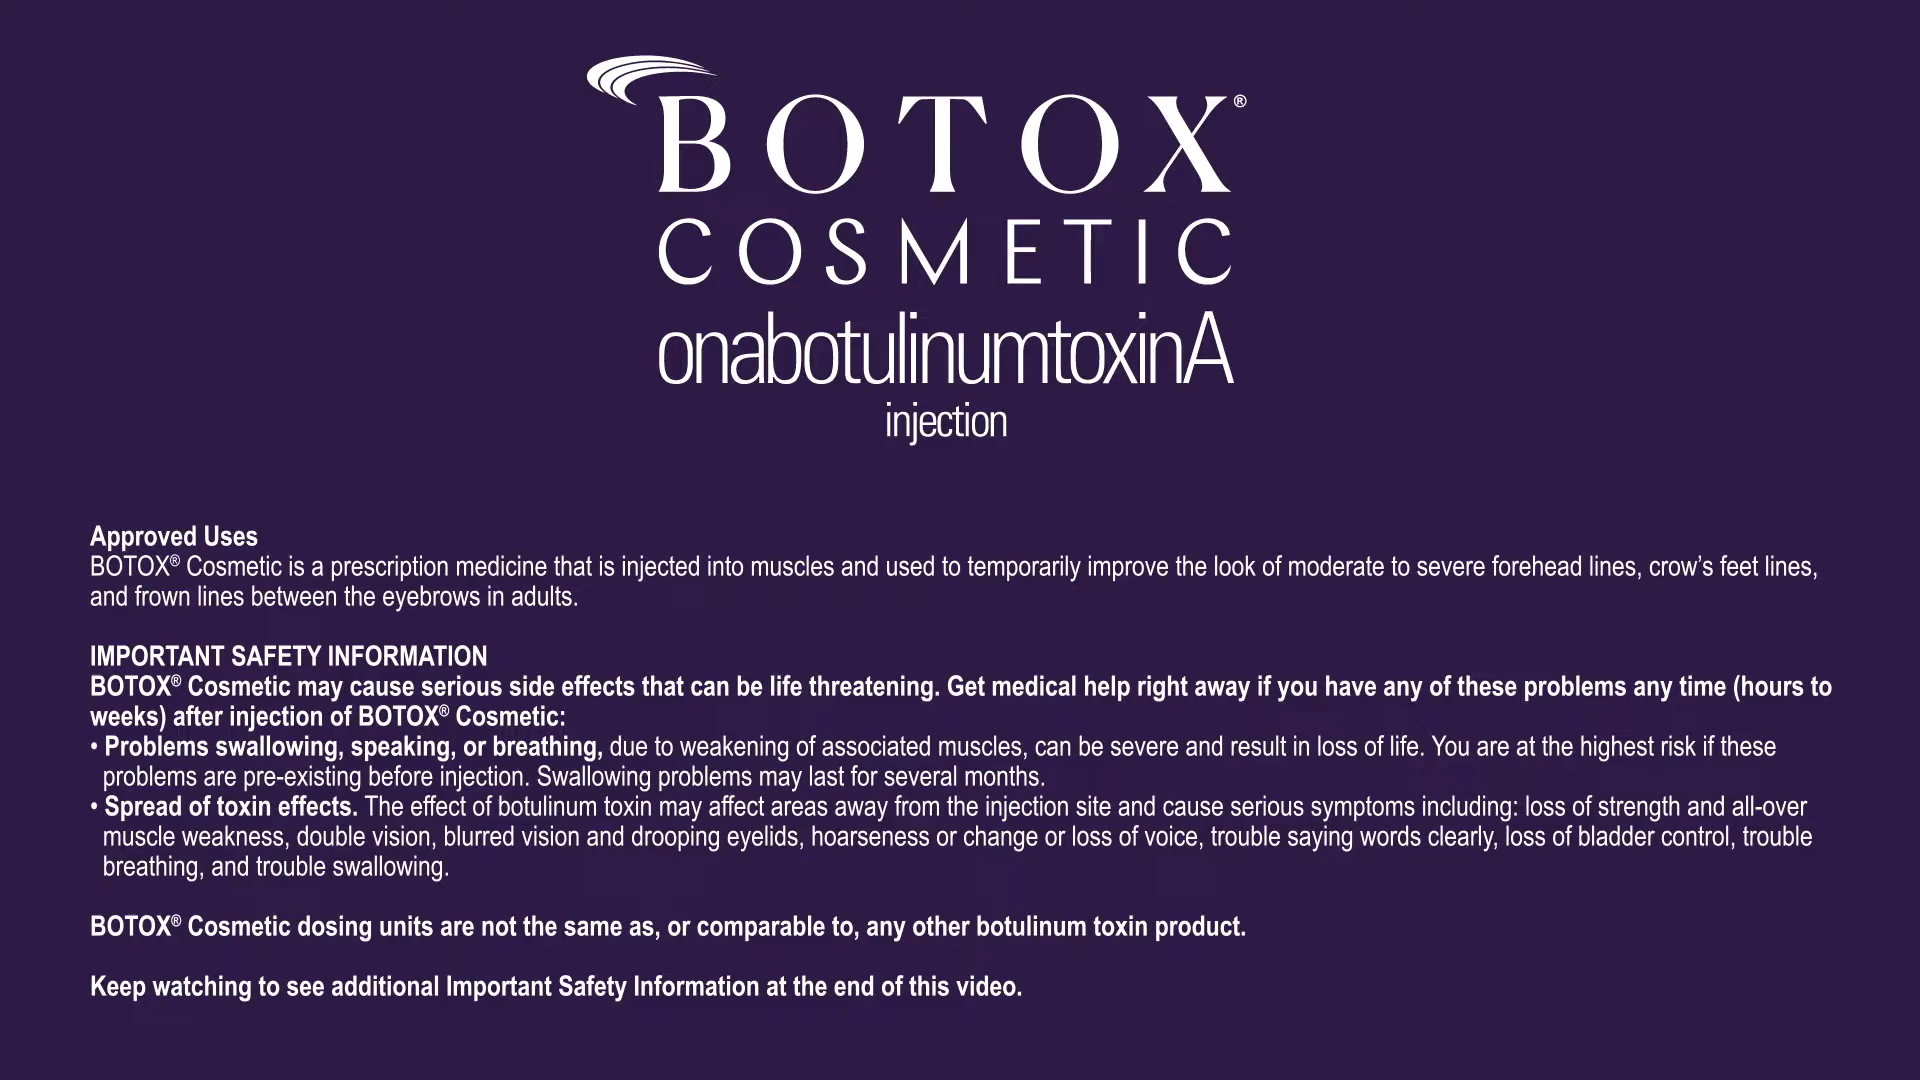 BOTOX®
COSMETIC
onabotulinumtoxinA
injection
Approved Uses
BOTOX® Cosmetic is a prescription medicine that is injected into muscles and used to temporarily improve the look of moderate to severe forehead lines, crow’s feet lines,
and frown lines between the eyebrows in adults.
IMPORTANT SAFETY INFORMATION
BOTOX® Cosmetic may cause serious side effects that can be life threatening. Get medical help right away if you have any of these problems any time (hours to
weeks) after injection of BOTOX® Cosmetic:
• Problems swallowing, speaking, or breathing, due to weakening of associated muscles, can be severe and result in loss of life. You are at the highest risk if these
problems are pre-existing before injection. Swallowing problems may last for several months.
• Spread of toxin effects. The effect of botulinum toxin may affect areas away from the injection site and cause serious symptoms including: loss of strength and all-over
muscle weakness, double vision, blurred vision and drooping eyelids, hoarseness or change or loss of voice, trouble saying words clearly, loss of bladder control, trouble
breathing, and trouble swallowing.
BOTOX® Cosmetic dosing units are not the same as, or comparable to, any other botulinum toxin product.
Keep watching to see additional Important Safety Information at the end of this video.